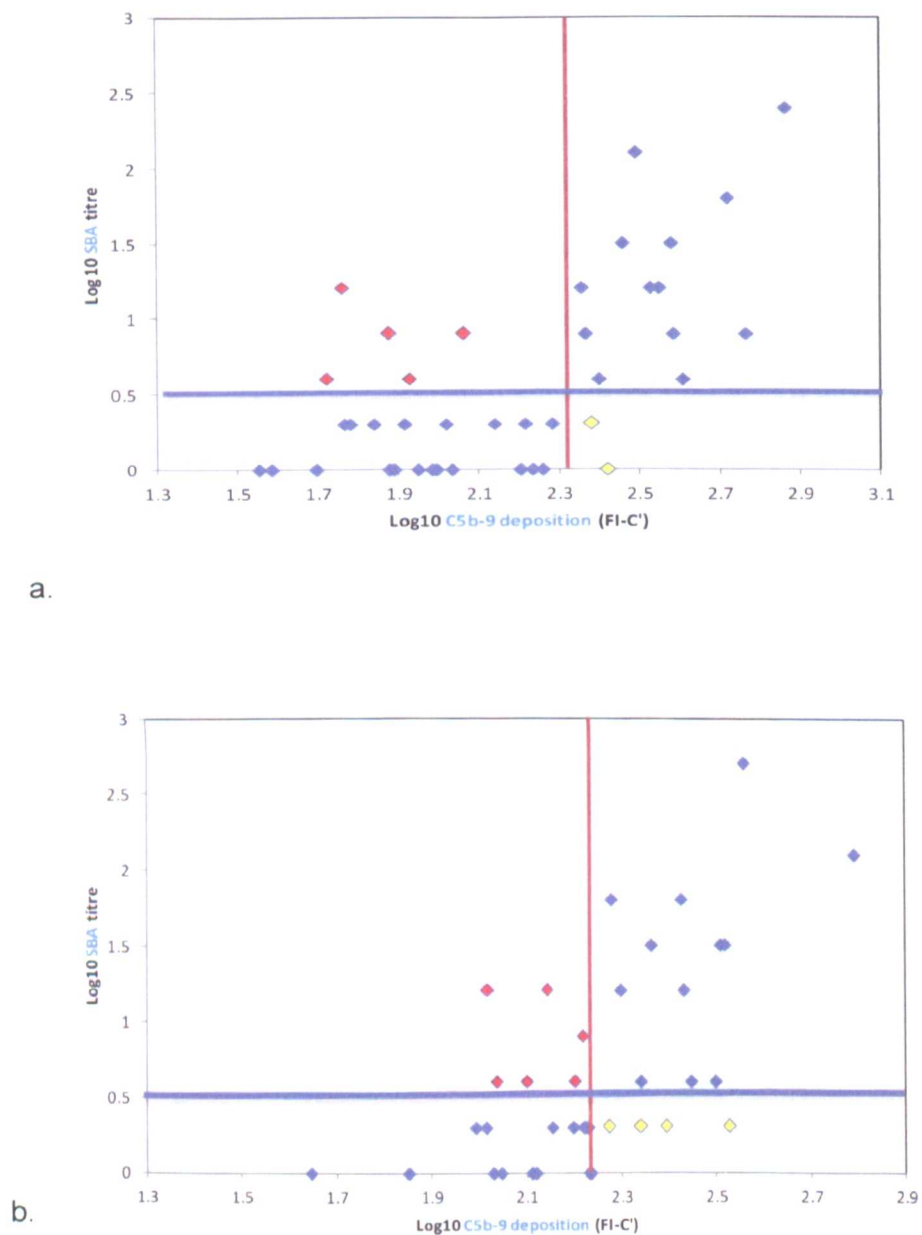 3
2.5
2
1.5
1
0.5
0
Log10 SBA titre
1.3 1.5 1.7 1.9 2.1 2.3 2.5 2.7 2.9 3.1
Log10 C5b-9 deposition (FI-C')
a.
3
2.5
2
1.5
1
0.5
0
Log10 SBA titre
1.3 1.5 1.7 1.9 2.1 2.3 2.5 2.7 2.9
Log10 C5b-9 deposition (FI-C')
b.